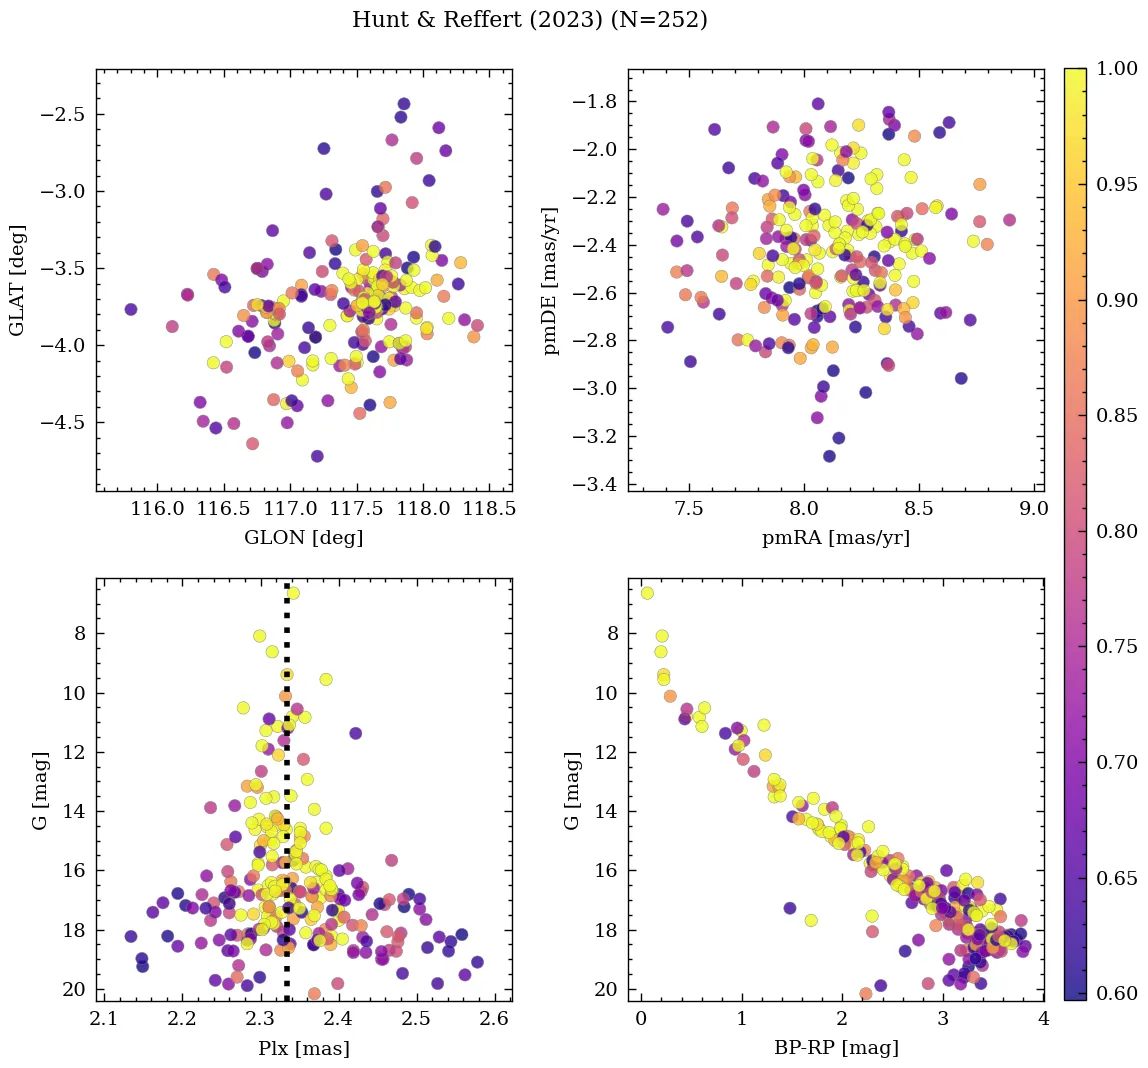 Hunt & Reffert (2023) (N=252)
−2.5
−3.0
−3.5
−4.0
−4.5
GLAT [deg]
116.0 116.5 117.0 117.5 118.0 118.5
GLON [deg]
−1.8
−2.0
−2.2
−2.4
−2.6
−2.8
−3.0
−3.2
−3.4
pmDE [mas/yr]
7.5 8.0 8.5 9.0
pmRA [mas/yr]
8
10
12
14
16
18
20
G [mag]
2.1 2.2 2.3 2.4 2.5 2.6
Plx [mas]
8
10
12
14
16
18
20
G [mag]
0 1 2 3 4
BP-RP [mag]
1.00
0.95
0.90
0.85
0.80
0.75
0.70
0.65
0.60